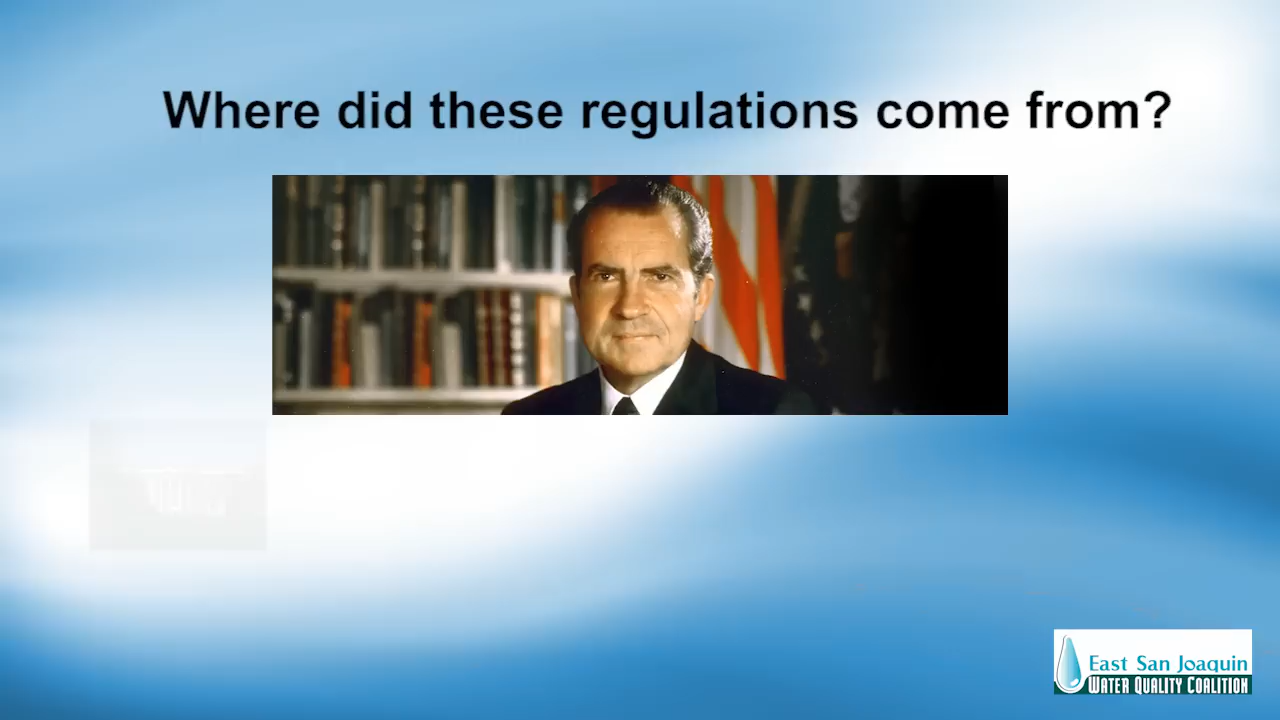 Where did these regulations come from?
East San Joaquin
WATER QUALITY COALITION